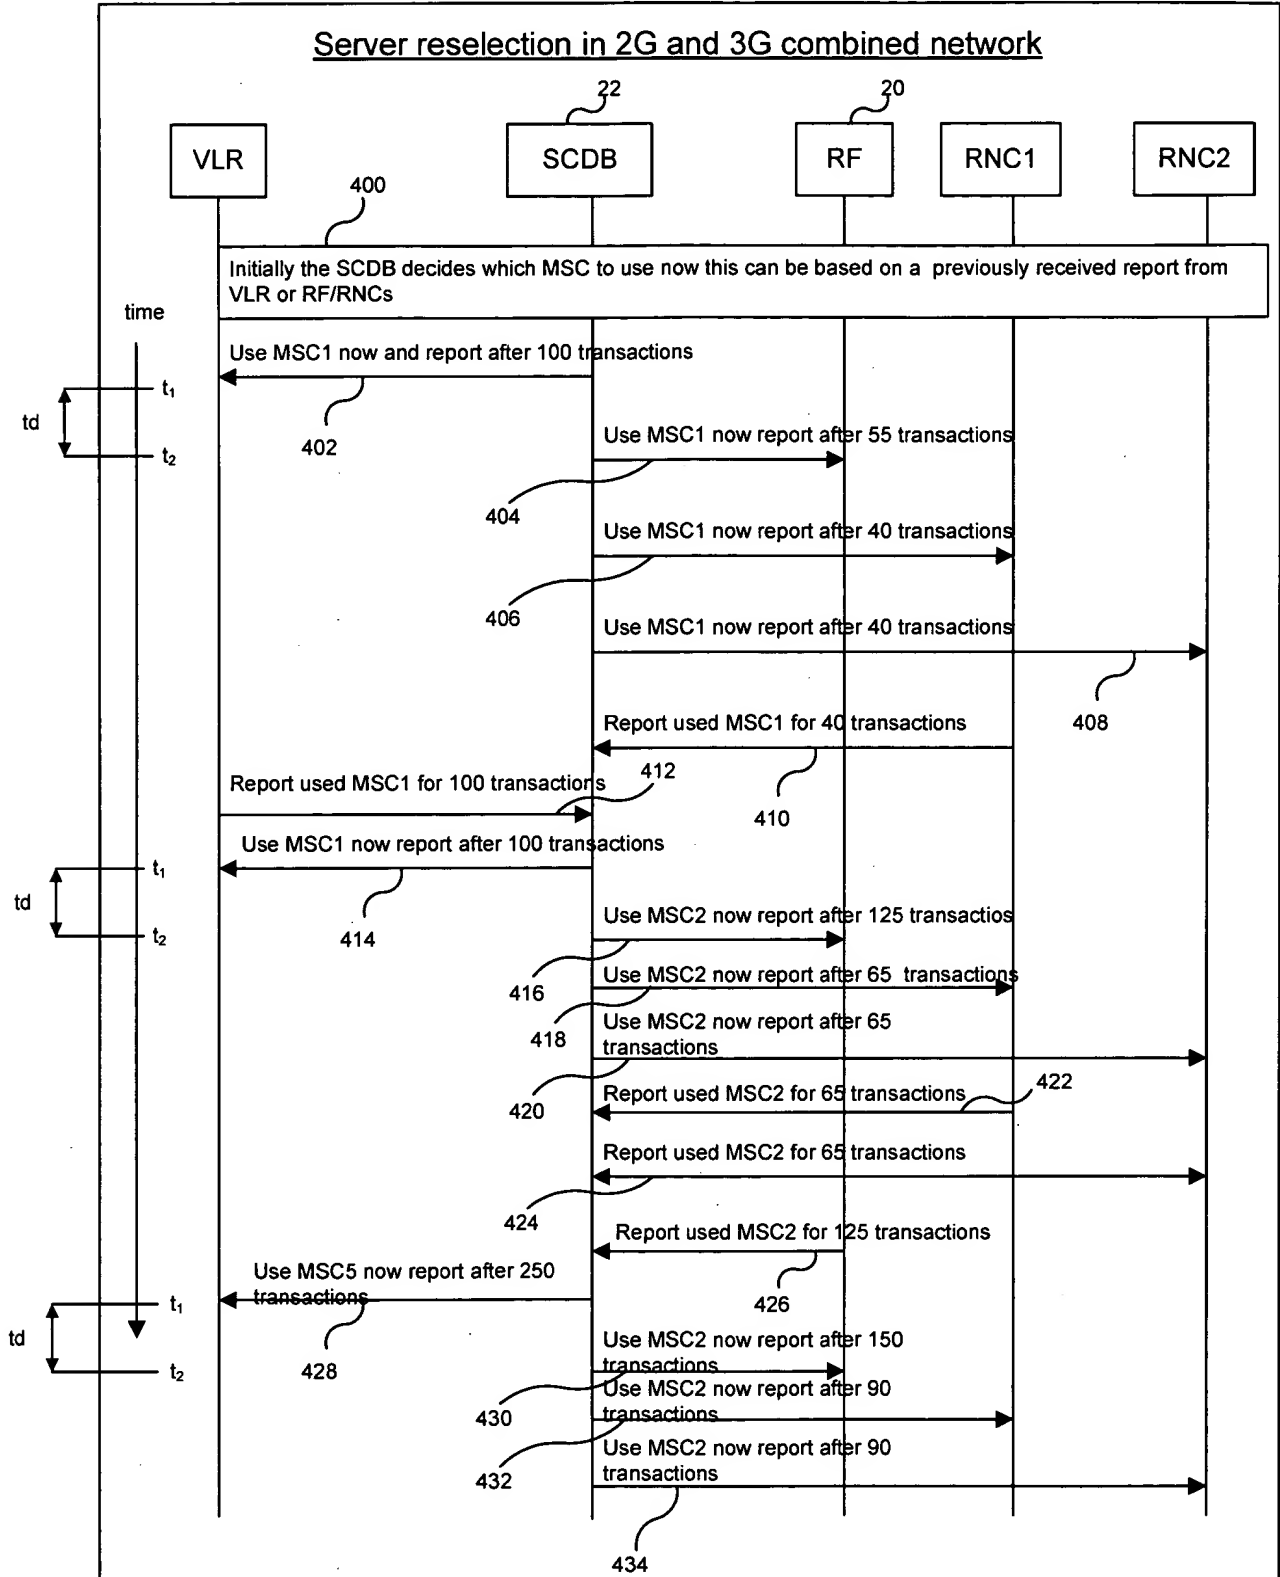 Server reselection in 2G and 3G combined network
22
20
VLR
SCDB
RF
RNC1
RNC2
400
Initially the SCDB decides which MSC to use now this can be based on a previously received report from
VLR or RF/RNCs
time
Use MSC1 now and report after 100 transactions
t1
td
402
t2
Use MSC1 now report after 55 transactions
404
Use MSC1 now report after 40 transactions
406
Use MSC1 now report after 40 transactions
408
Report used MSC1 for 40 transactions
412
Report used MSC1 for 100 transactions
410
Use MSC1 now report after 100 transactions
t1
td
t2
414
Use MSC2 now report after 125 transactios
416
Use MSC2 now report after 65 transactions
418
Use MSC2 now report after 65
transactions
420
422
Report used MSC2 for 65 transactions
Report used MSC2 for 65 transactions
424
Report used MSC2 for 125 transactions
426
Use MSC5 now report after 250
transactions
t1
td
t2
428
Use MSC2 now report after 150
transactions
430
Use MSC2 now report after 90
transactions
432
Use MSC2 now report after 90
transactions
434